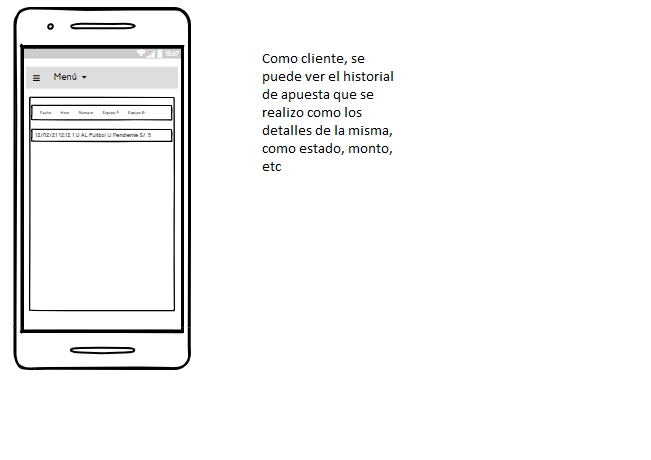 Menú
Fecha Hora Numero Equipo A Equipo B
12/02/21 12:12 1 U AL Futbol U Pendiente S/. 5
Como cliente, se
puede ver el historial
de apuesta que se
realizo como los
detalles de la misma,
como estado, monto,
etc